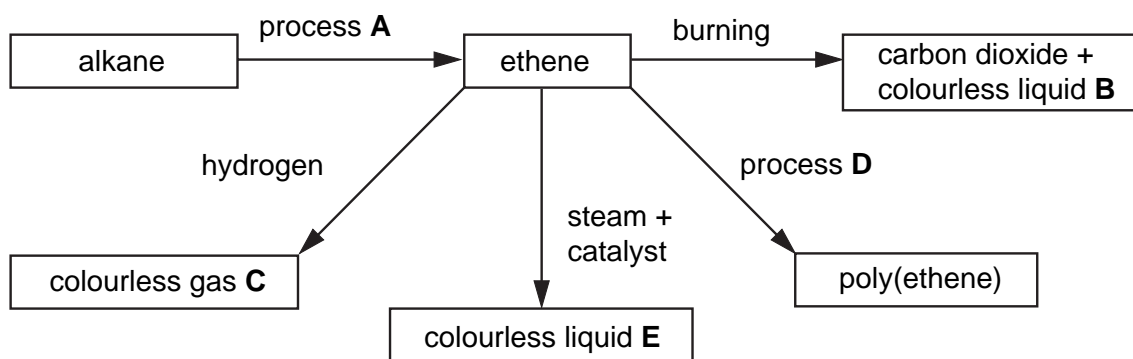 process A
burning
alkane
ethene
carbon dioxide +
colourless liquid B
hydrogen
process D
steam +
catalyst
colourless gas C
poly(ethene)
colourless liquid E